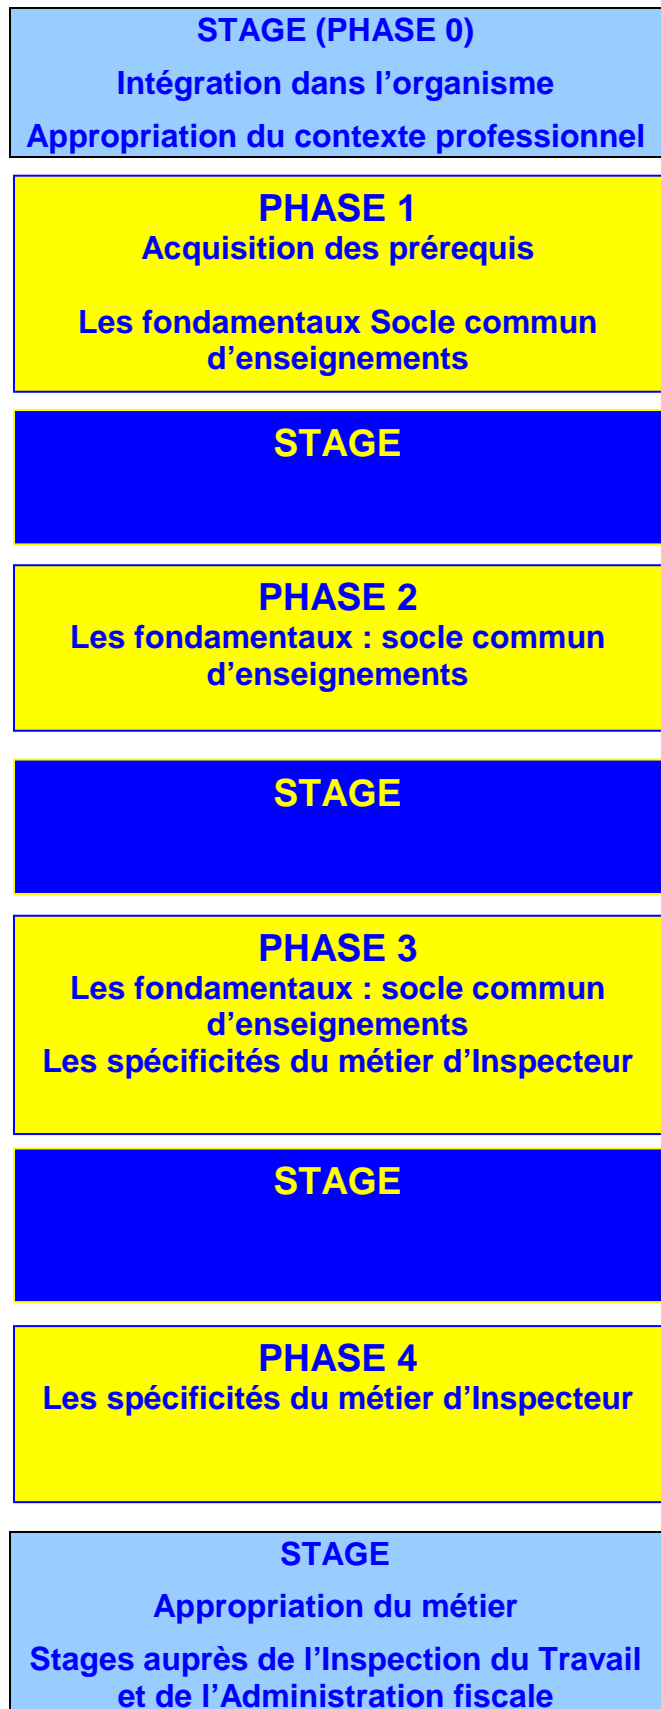 STAGE (PHASE 0)
Intégration dans l’organisme
Appropriation du contexte professionnel
PHASE 1
Acquisition des prérequis
Les fondamentaux Socle commun
d’enseignements
STAGE
PHASE 2
Les fondamentaux : socle commun
d’enseignements
STAGE
PHASE 3
Les fondamentaux : socle commun
d’enseignements
Les spécificités du métier d’Inspecteur
STAGE
PHASE 4
Les spécificités du métier d’Inspecteur
STAGE
Appropriation du métier
Stages auprès de l’Inspection du Travail
et de l’Administration fiscale